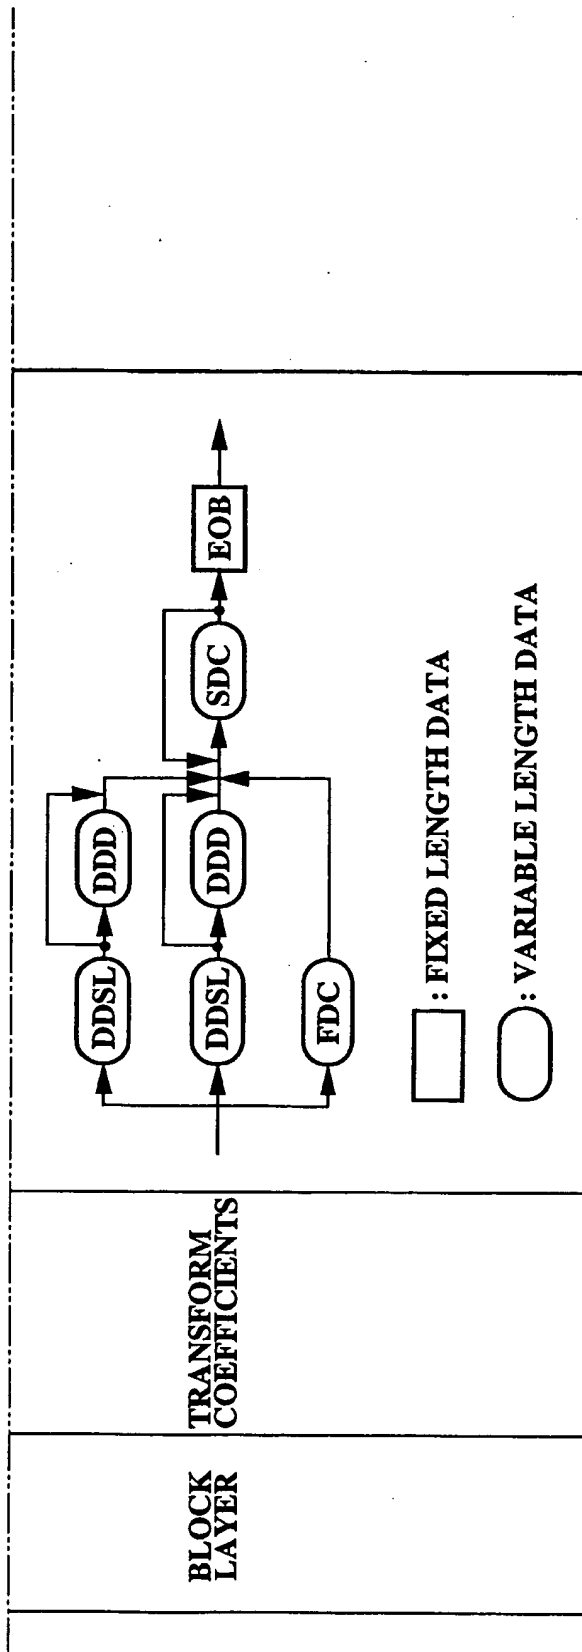 BLOCK
LAYER
TRANSFORM
COEFFICIENTS
DDSL
DDD
DDSL
DDD
SDC
EOB
FDC
: FIXED LENGTH DATA
: VARIABLE LENGTH DATA